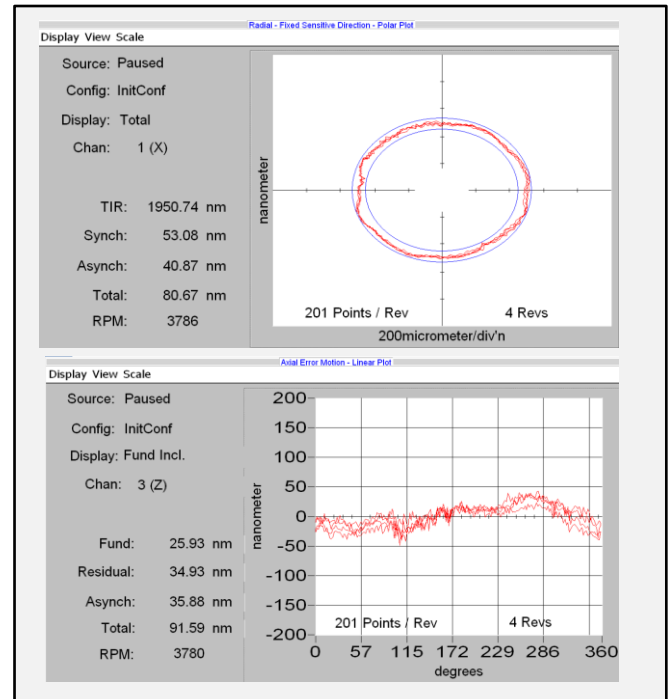 Radial - Fixed Sensitive Direction - Polar Plot
Display View Scale
Source: Paused
Config: InitConf
Display: Total
Chan: 1 (X)
TIR: 1950.74 nm
Synch: 53.08 nm
Asynch: 40.87 nm
Total: 80.67 nm
RPM: 3786
nanometer
201 Points / Rev 4 Revs
200micrometer/div'n
Axial Error Motion - Linear Plot
Display View Scale
Source: Paused
Config: InitConf
Display: Fund Incl.
Chan: 3 (Z)
Fund: 25.93 nm
Residual: 34.93 nm
Asynch: 35.88 nm
Total: 91.59 nm
RPM: 3780
nanometer
200
150
100
50
0
-50
-100
-150
-200
201 Points / Rev 4 Revs
0 57 115 172 229 286 360
degrees